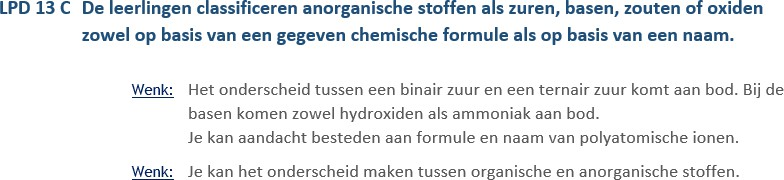 LPD 13 C De leerlingen classificeren anorganische stoffen als zuren, basen, zouten of oxiden
zowel op basis van een gegeven chemische formule als op basis van een naam.
Wenk: Het onderscheid tussen een binair zuur en een ternair zuur komt aan bod. Bij de
basen komen zowel hydroxiden als ammoniak aan bod.
Je kan aandacht besteden aan formule en naam van polyatomische ionen.
Wenk: Je kan het onderscheid maken tussen organische en anorganische stoffen.